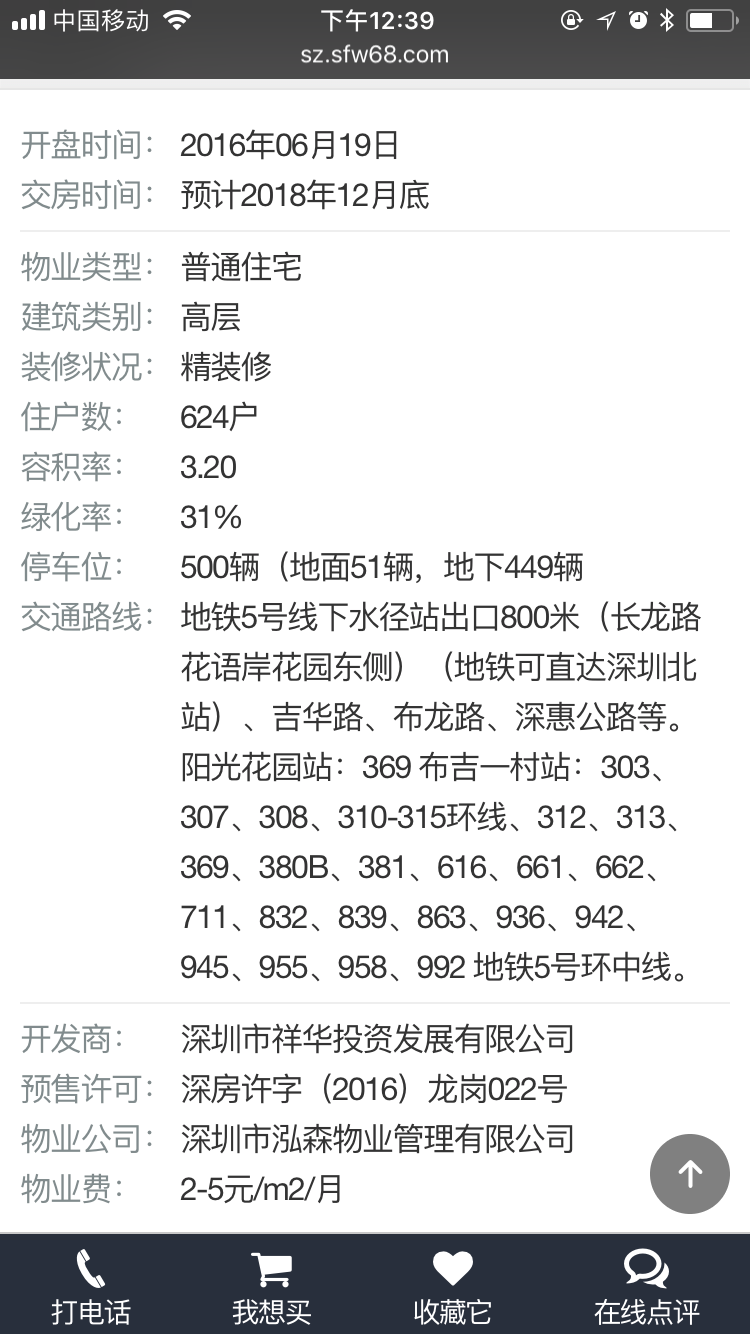 中国移动 下午12:39
sz.sfw68.com
开盘时间： 2016年06月19日
交房时间： 预计2018年12月底
物业类型： 普通住宅
建筑类别： 高层
装修状况： 精装修
住户数： 624户
容积率： 3.20
绿化率： 31%
停车位： 500辆（地面51辆，地下449辆
交通路线： 地铁5号线下水径站出口800米（长龙路
花语岸花园东侧）（地铁可直达深圳北
站）、吉华路、布龙路、深惠公路等。
阳光花园站：369 布吉一村站：303、
307、308、310-315环线、312、313、
369、380B、381、616、661、662、
711、832、839、863、936、942、
945、955、958、992 地铁5号环中线。
开发商： 深圳市祥华投资发展有限公司
预售许可： 深房许字（2016）龙岗022号
物业公司： 深圳市泓森物业管理有限公司
物业费： 2-5元/m2/月
打电话 我想买 收藏它 在线点评